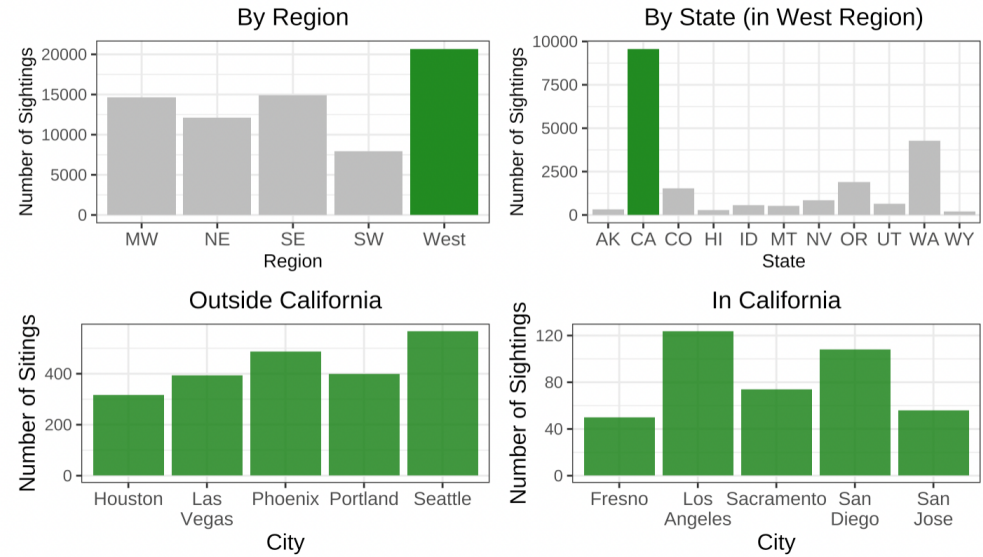 By Region
Number of Sightings
20000
15000
10000
5000
0
MW NE SE SW West
Region
By State (in West Region)
Number of Sightings
10000
7500
5000
2500
0
AK CA CO HI ID MT NV OR UT WA WY
State
Outside California
Number of Sitings
400
200
0
Houston Las Phoenix Portland Seattle
Vegas
City
In California
Number of Sightings
120
80
40
0
Fresno Los Sacramento San San
Angeles Diego Jose
City